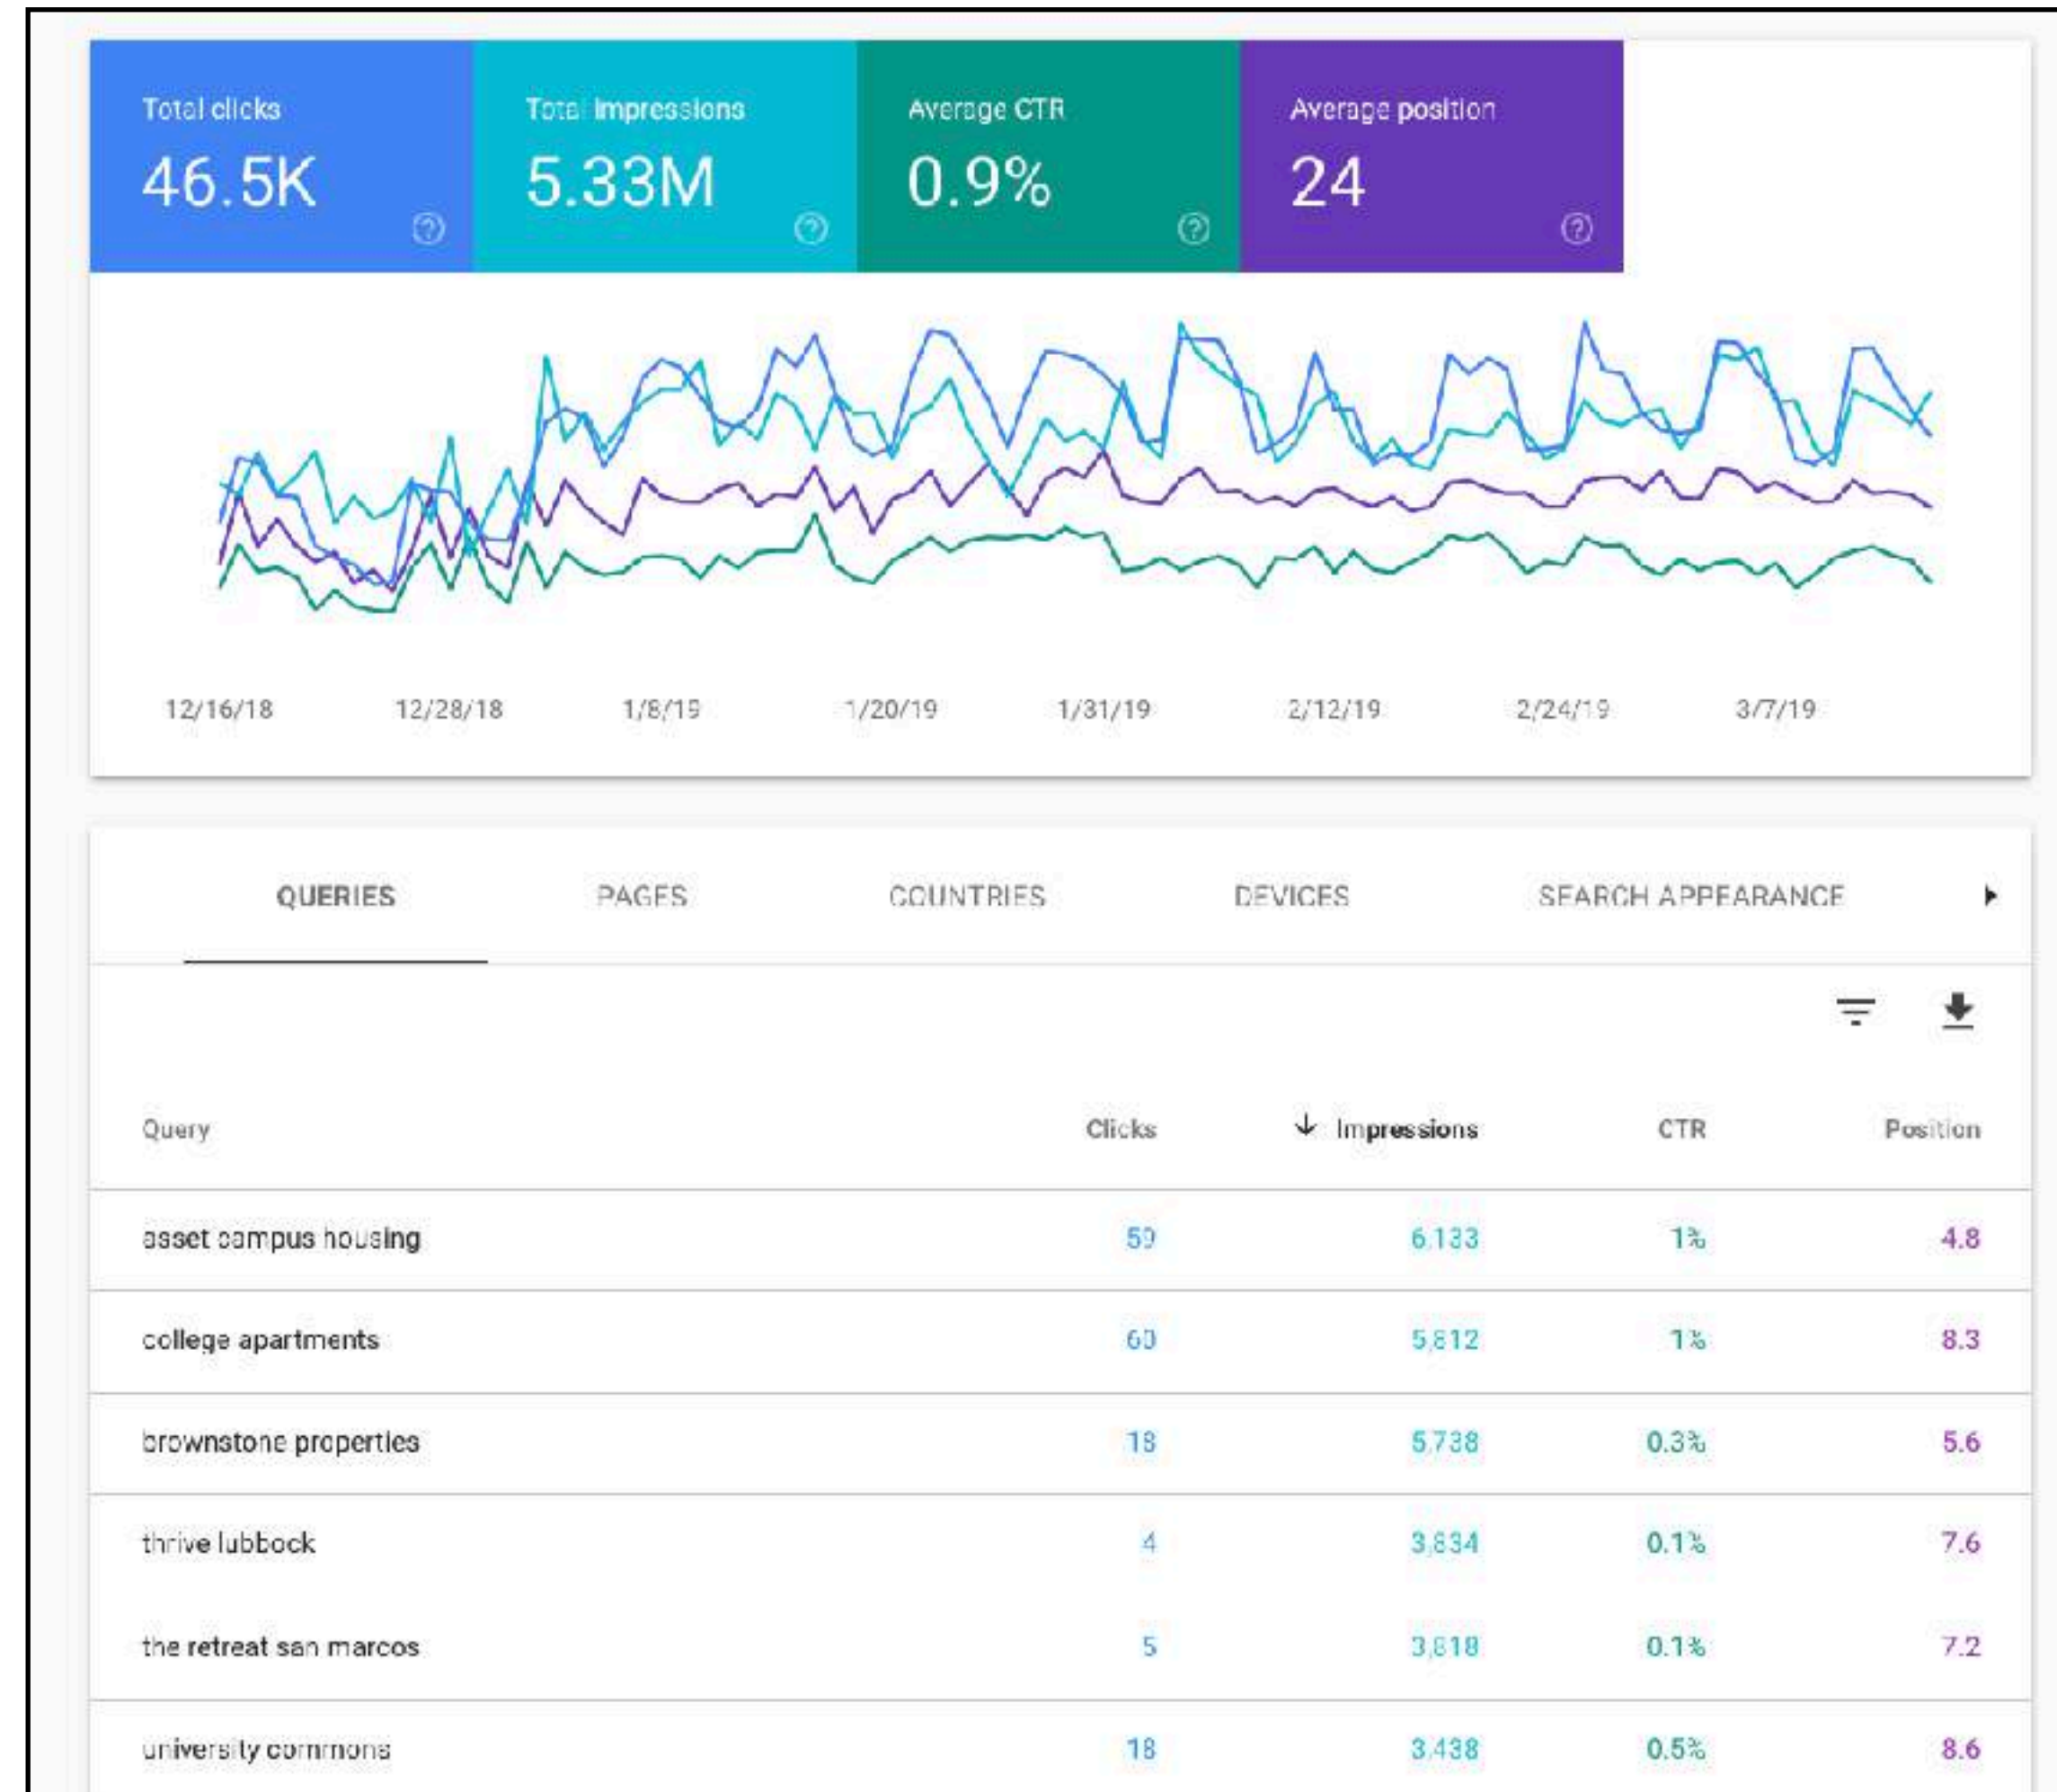 Total clicks Total impressions Average CTR Average position
46.5K 5.33M 0.9% 24
12/16/18 12/28/18 1/8/19 1/20/19 1/31/19 2/12/19 2/24/19 3/7/19
QUERIES PAGES COUNTRIES DEVICES SEARCH APPEARANCE
Query Clicks Impressions CTR Position
asset campus housing 59 6,133 1% 4.8
college apartments 60 5,812 1% 8.3
brownstone properties 18 5,738 0.3% 5.6
thrive lubbock 4 3,834 0.1% 7.6
the retreat san marcos 5 3,818 0.1% 7.2
university commons 18 3,438 0.5% 8.6